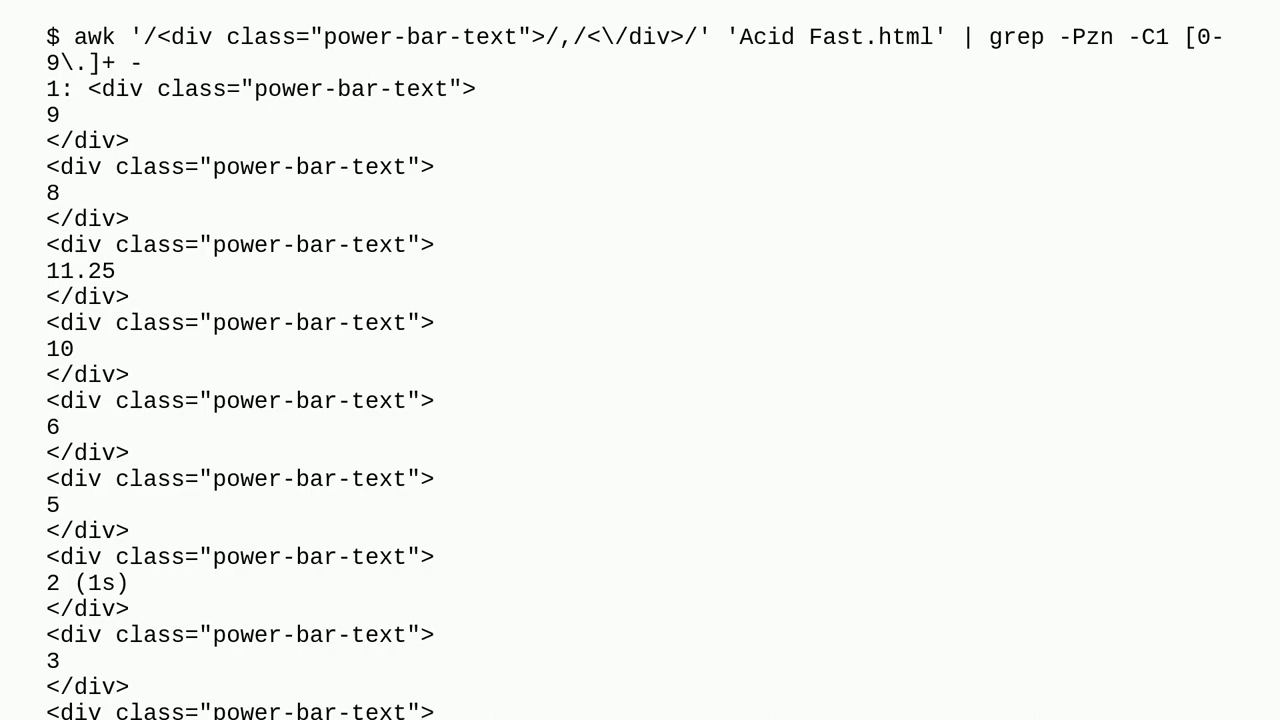 $ awk '/<div class="power-bar-text">/,/<\/div>/' 'Acid Fast.html' | grep -Pzn -C1 [0-
9\.]+ -
1: <div class="power-bar-text">
9
</div>
<div class="power-bar-text">
8
</div>
<div class="power-bar-text">
11.25
</div>
<div class="power-bar-text">
10
</div>
<div class="power-bar-text">
6
</div>
<div class="power-bar-text">
5
</div>
<div class="power-bar-text">
2 (1s)
</div>
<div class="power-bar-text">
3
</div>
<div class="power-bar-text">